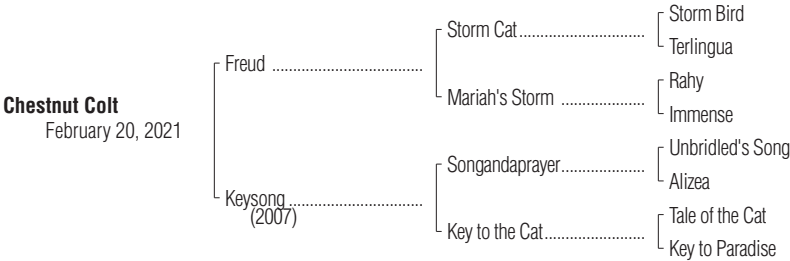 Storm Bird
Storm Cat..............................
Terlingua
Freud ....................................
Rahy
Mariah's Storm ....................
Immense
Chestnut Colt
February 20, 2021
Unbridled's Song
Songandaprayer....................
Alizea
Keysong................................
(2007)
Tale of the Cat
Key to the Cat........................
Key to Paradise